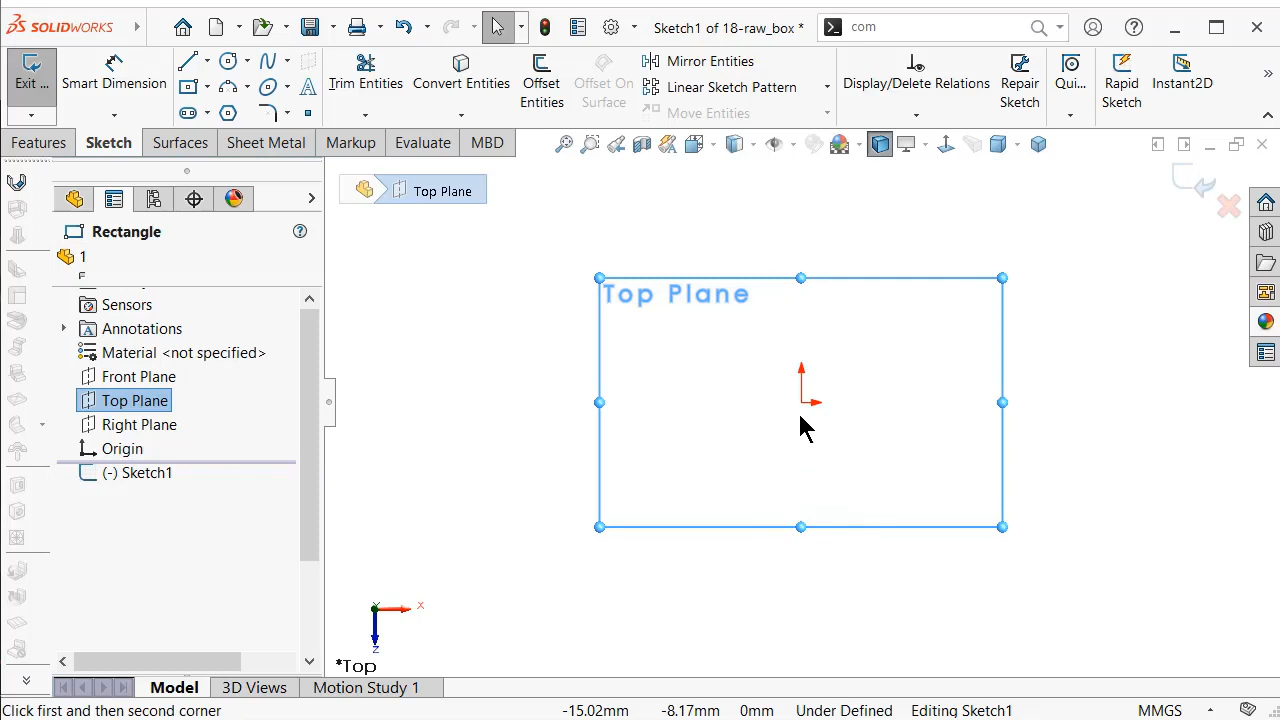 SOLIDWORKS
Sketch1 of 18-raw_box *
com
Exit ...
Smart Dimension
Trim Entities
Convert Entities
Offset Entities
Offset On Surface
Mirror Entities
Linear Sketch Pattern
Move Entities
Display/Delete Relations
Repair Sketch
Qui...
Rapid Sketch
Instant2D
Features
Sketch
Surfaces
Sheet Metal
Markup
Evaluate
MBD
Top Plane
Rectangle
1
Sensors
Annotations
Material <not specified>
Front Plane
Top Plane
Right Plane
Origin
(-) Sketch1
Top Plane
X
Y
Z
*Top
Model
3D Views
Motion Study 1
Click first and then second corner
-15.02mm
-8.17mm
0mm
Under Defined
Editing Sketch1
MMGS